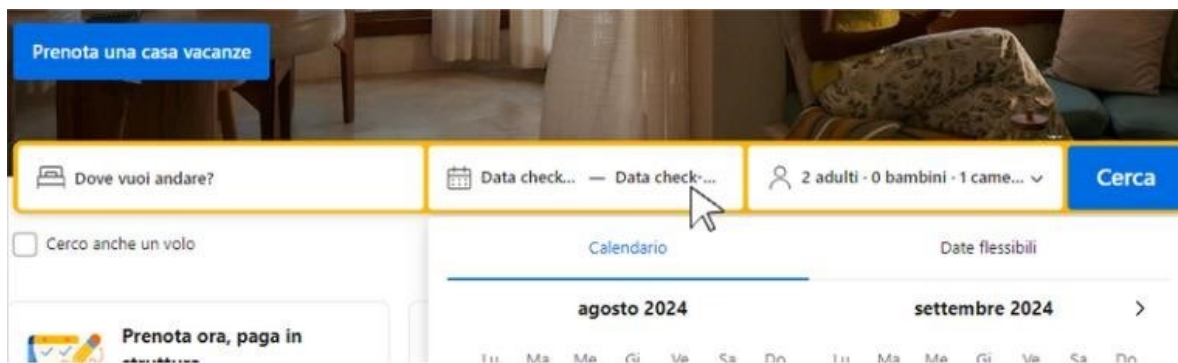 Prenota una casa vacanze
Dove vuoi andare?
Data check... — Data check-...
2 adulti - 0 bambini - 1 came...
Cerca
Cerco anche un volo
Calendario
Date flessibili
agosto 2024
settembre 2024
Prenota ora, paga in
struttura
Lu Ma Me Gi Ve Sa Do
Lu Ma Me Gi Ve Sa Do